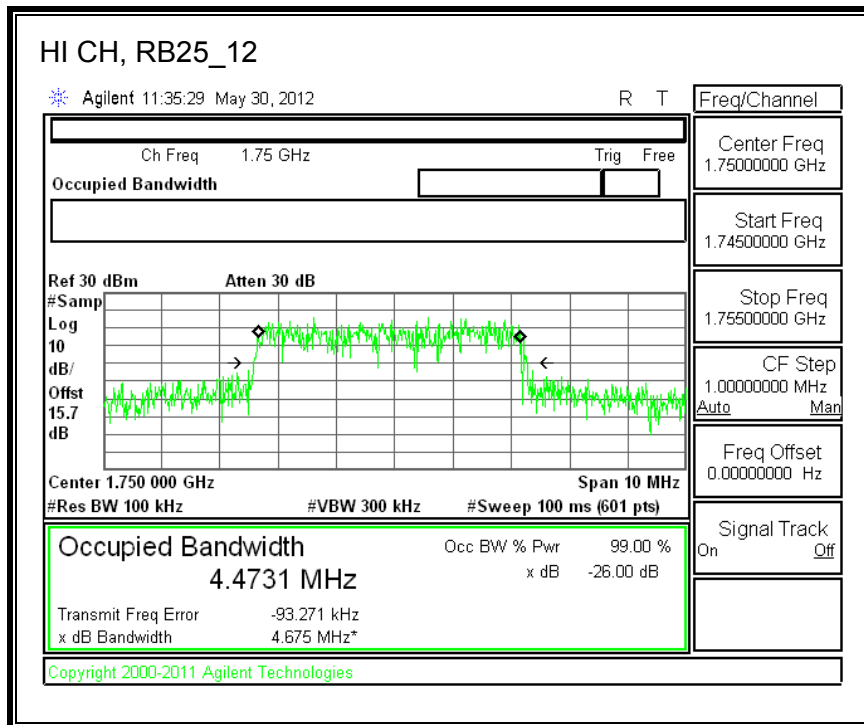 HI CH, RB25_12
Agilent 11:35:29 May 30, 2012 R T
Freq/Channel
Ch Freq 1.75 GHz Trig Free
Occupied Bandwidth
Center Freq
1.75000000 GHz
Start Freq
1.74500000 GHz
Stop Freq
1.75500000 GHz
CF Step
1.00000000 MHz
Auto Man
Freq Offset
0.00000000 Hz
Signal Track
On Off
Ref 30 dBm Atten 30 dB
#Samp
Log
10
dB/
Offst
15.7
dB
Center 1.750 000 GHz Span 10 MHz
#Res BW 100 kHz #VBW 300 kHz #Sweep 100 ms (601 pts)
Occupied Bandwidth Occ BW % Pwr 99.00 %
4.4731 MHz x dB -26.00 dB
Transmit Freq Error -93.271 kHz
x dB Bandwidth 4.675 MHz*
Copyright 2000-2011 Agilent Technologies